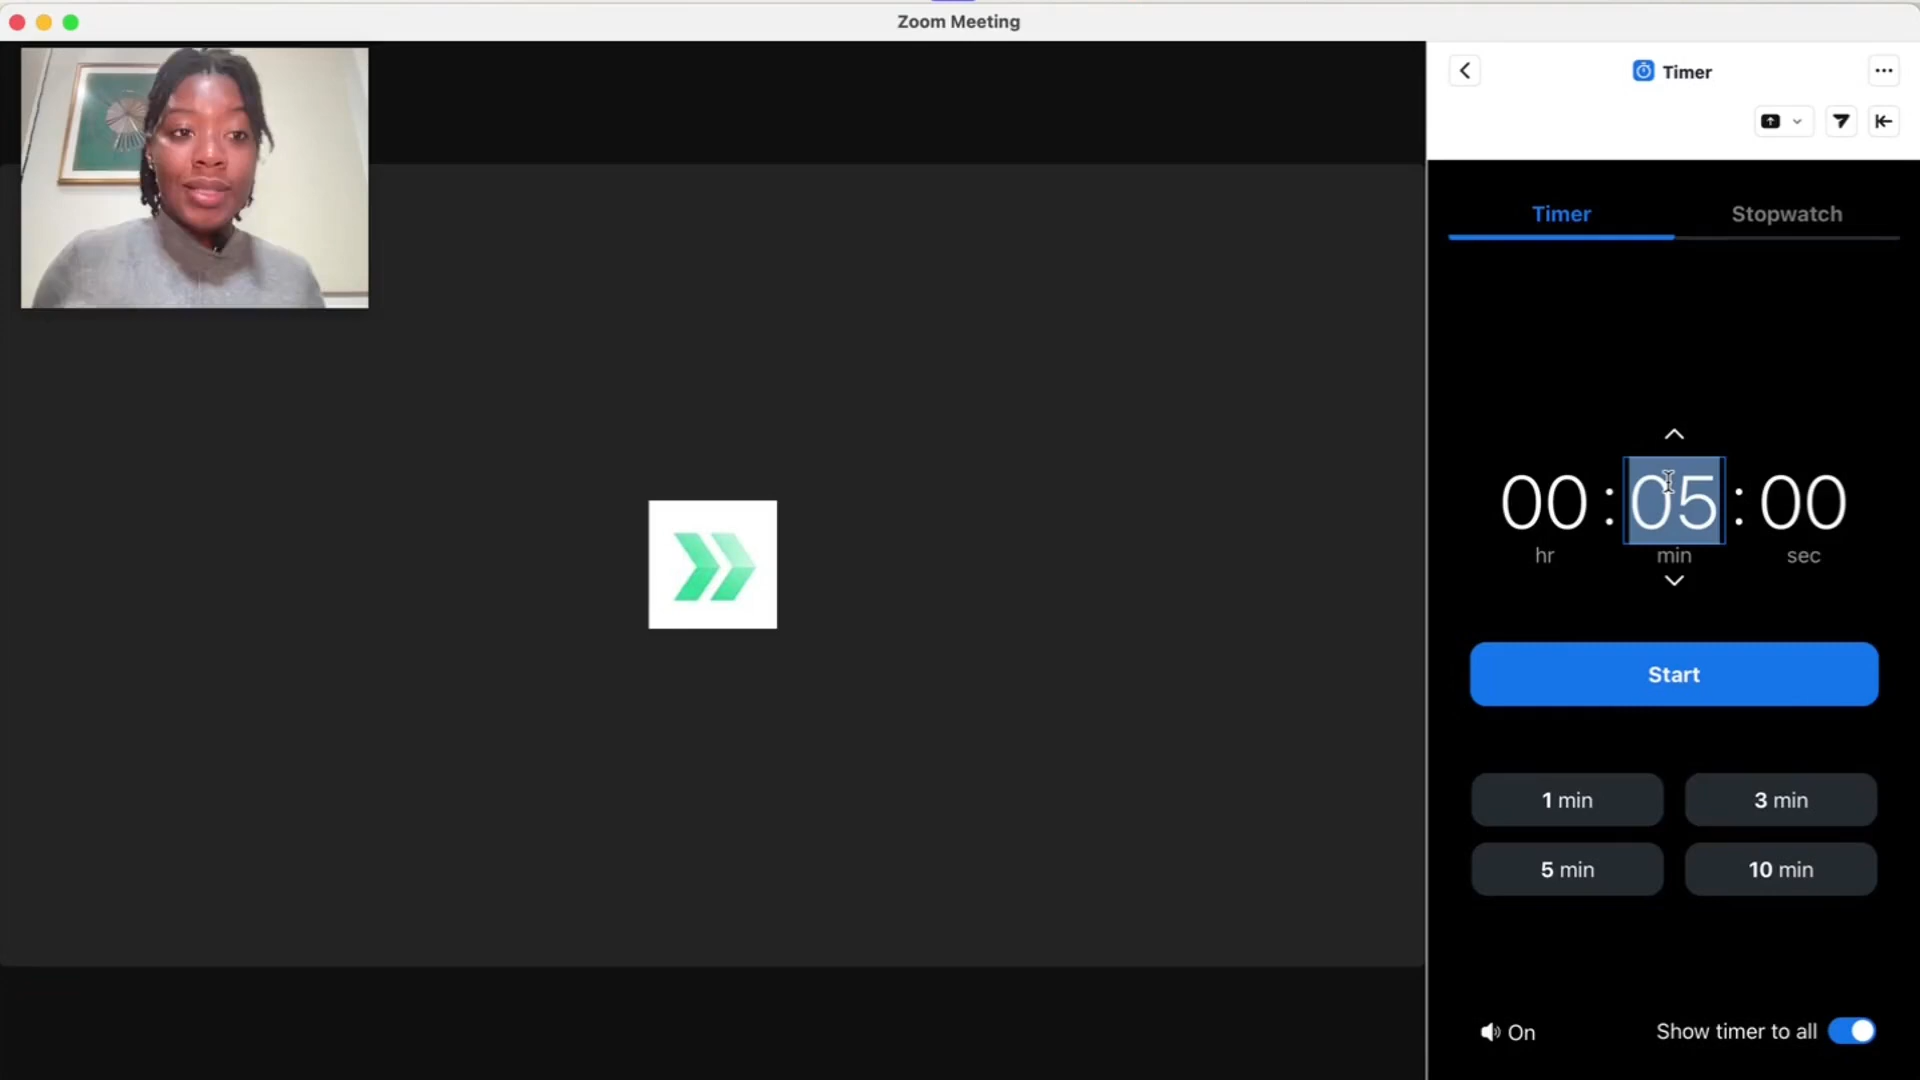 Zoom Meeting
Timer
Timer Stopwatch
00 : 05 : 00
hr min sec
Start
1 min 3 min
5 min 10 min
On Show timer to all